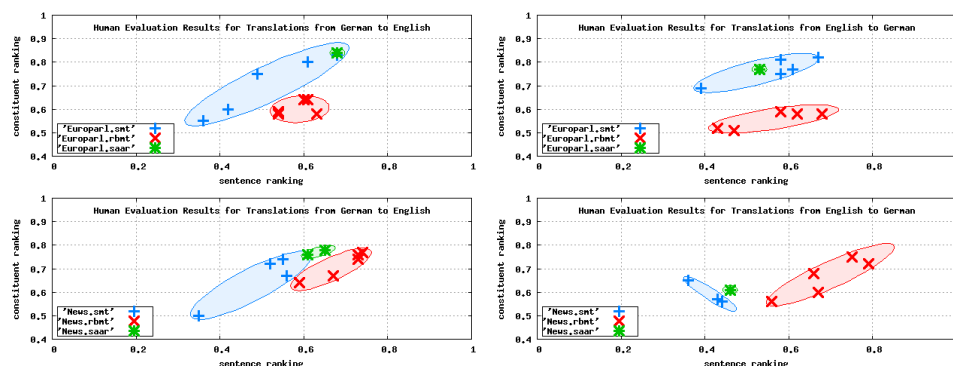 Human Evaluation Results for Translations from German to English
constituent ranking
1
0.9
0.8
0.7
0.6
0.5
0.4
'Europarl.smt'
'Europarl.rbmt'
'Europarl.saar'
0 0.2 0.4 0.6 0.8 1
sentence ranking
Human Evaluation Results for Translations from English to German
constituent ranking
1
0.9
0.8
0.7
0.6
0.5
0.4
'Europarl.smt'
'Europarl.rbmt'
'Europarl.saar'
0 0.2 0.4 0.6 0.8
sentence ranking
Human Evaluation Results for Translations from German to English
constituent ranking
1
0.9
0.8
0.7
0.6
0.5
0.4
'News.smt'
'News.rbmt'
'News.saar'
0 0.2 0.4 0.6 0.8 1
sentence ranking
Human Evaluation Results for Translations from English to German
constituent ranking
1
0.9
0.8
0.7
0.6
0.5
0.4
'News.smt'
'News.rbmt'
'News.saar'
0 0.2 0.4 0.6 0.8
sentence ranking